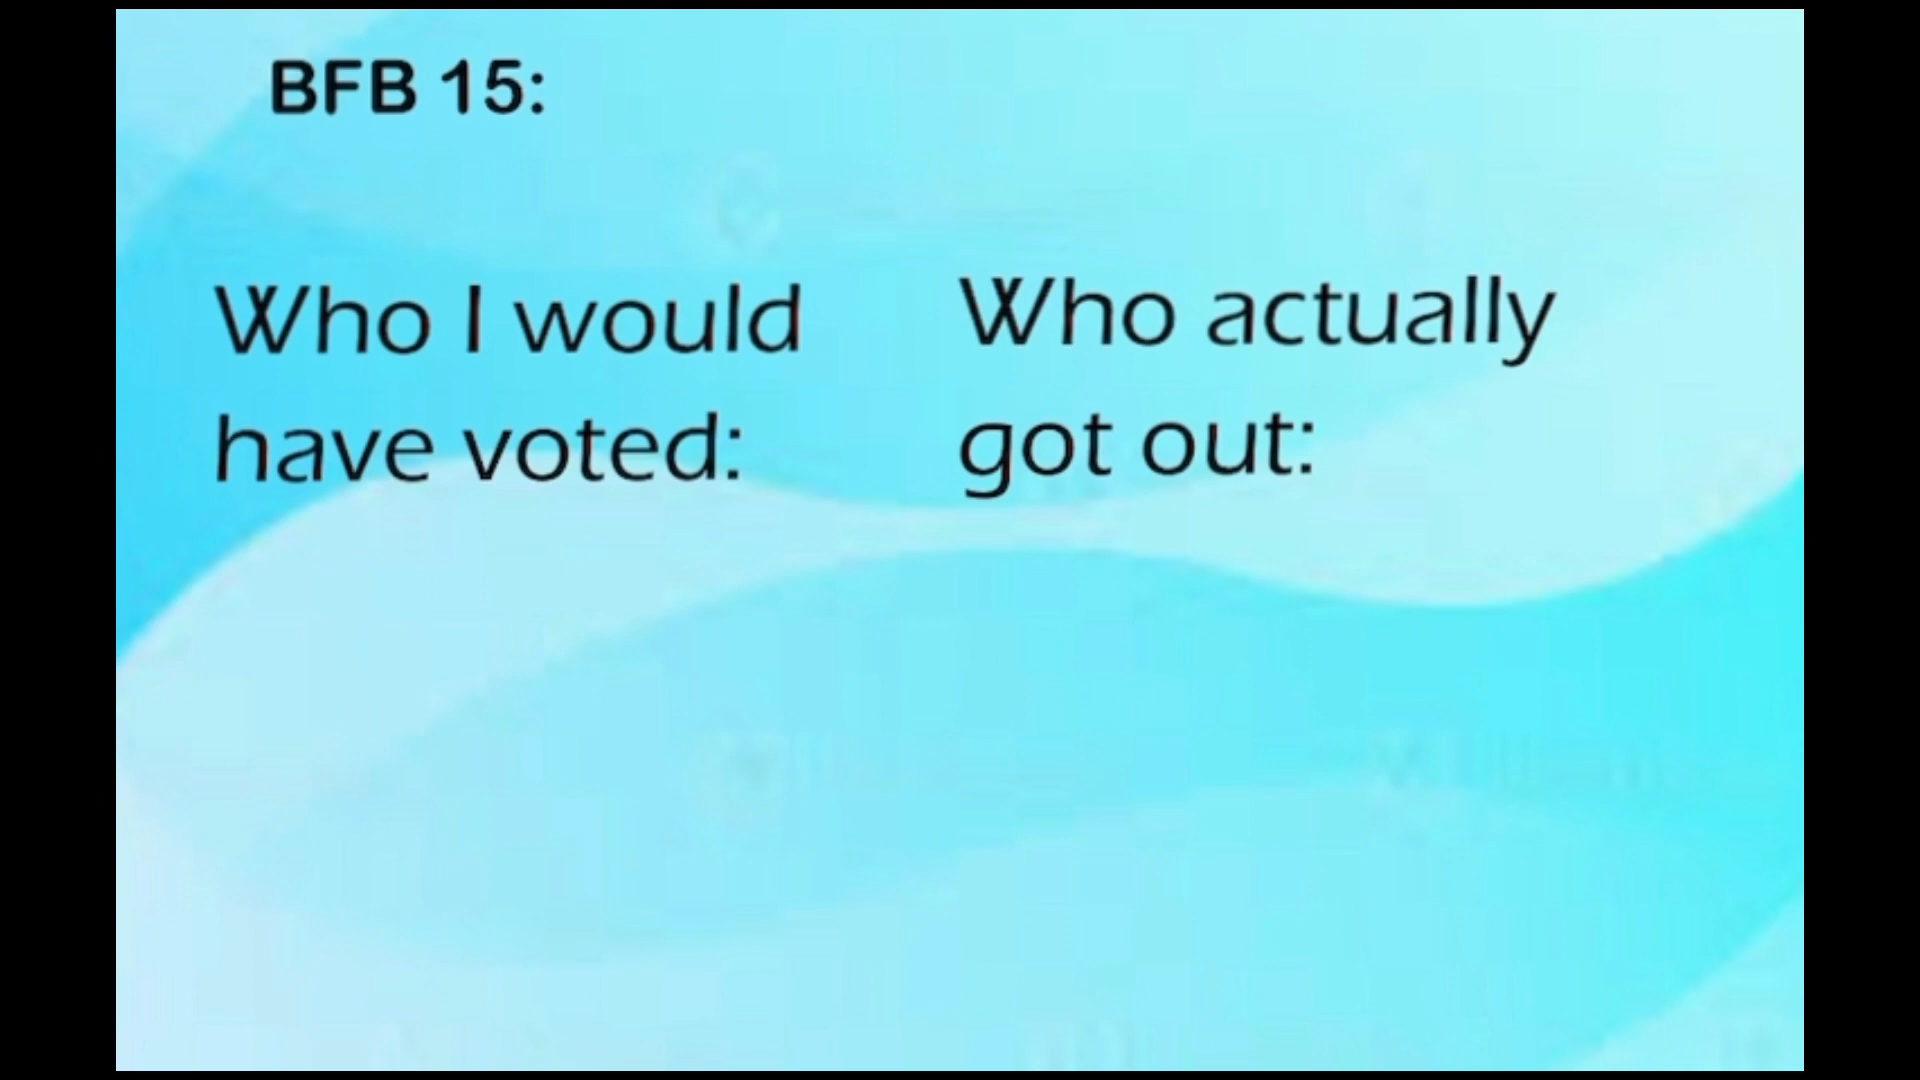 BFB 15:
Who I would
have voted:
Who actually
got out: